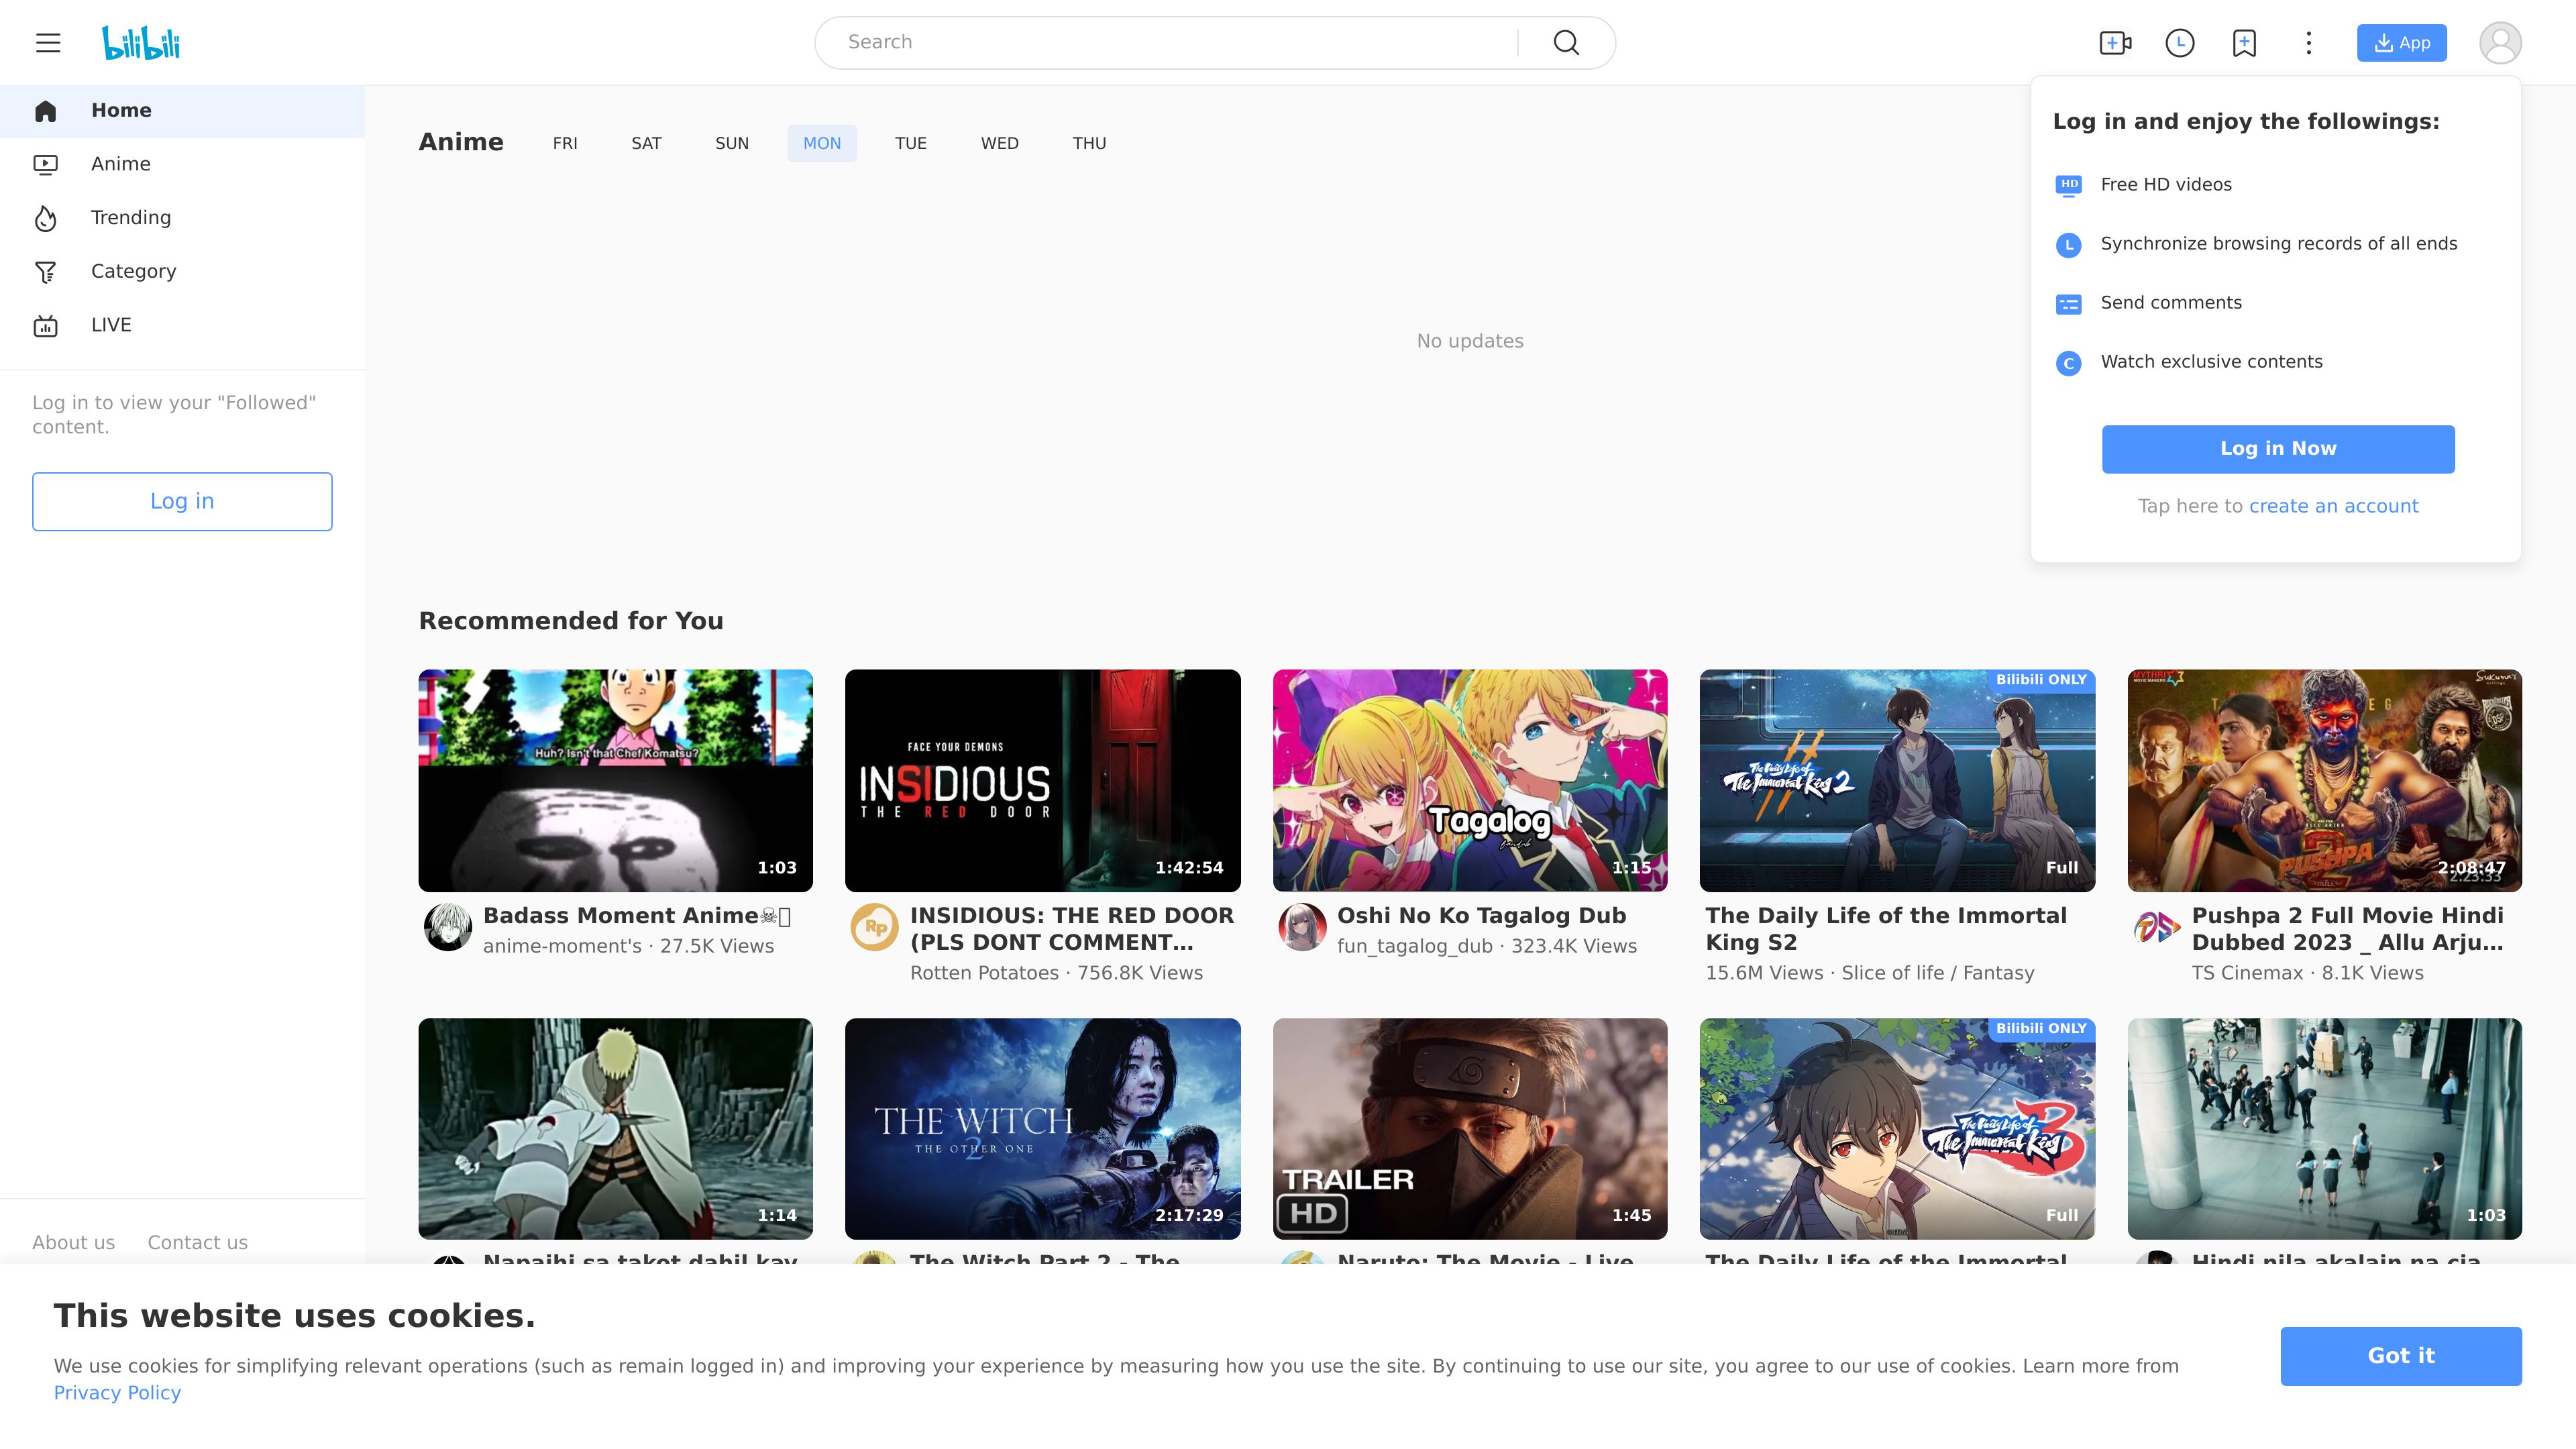 bilibili
Search
App
Home
Anime
Trending
Category
LIVE
Log in to view your "Followed"
content.
Log in
About us Contact us
Anime FRI SAT SUN MON TUE WED THU
No updates
Log in and enjoy the followings:
HD Free HD videos
Synchronize browsing records of all ends
Send comments
Watch exclusive contents
Log in Now
Tap here to create an account
Recommended for You
Huh? Isn't that Chef Komatsu?
1:03
Badass Moment Anime☠
anime-moment's · 27.5K Views
FACE YOUR DEMONS
INSIDIOUS
THE RED DOOR
1:42:54
Rp
INSIDIOUS: THE RED DOOR
(PLS DONT COMMENT...
Rotten Potatoes · 756.8K Views
Tagalog
1:15
Oshi No Ko Tagalog Dub
fun_tagalog_dub · 323.4K Views
Bilibili ONLY
The Daily Life of
The Immortal King 2
Full
The Daily Life of the Immortal
King S2
15.6M Views · Slice of life / Fantasy
MYTHRI
MOVIE MAKERS
PUSHPA
2:08:47
2:23:33
Pushpa 2 Full Movie Hindi
Dubbed 2023 _ Allu Arju...
TS Cinemax · 8.1K Views
1:14
Napaihi sa takot dahil kay
THE WITCH
2
THE OTHER ONE
2:17:29
The Witch Part 2 - The
TRAILER
HD
1:45
Naruto: The Movie - Live
Bilibili ONLY
The Daily Life of
The Immortal King 3
Full
The Daily Life of the Immortal
1:03
Hindi nila akalain na cia
This website uses cookies.
We use cookies for simplifying relevant operations (such as remain logged in) and improving your experience by measuring how you use the site. By continuing to use our site, you agree to our use of cookies. Learn more from
Privacy Policy
Got it